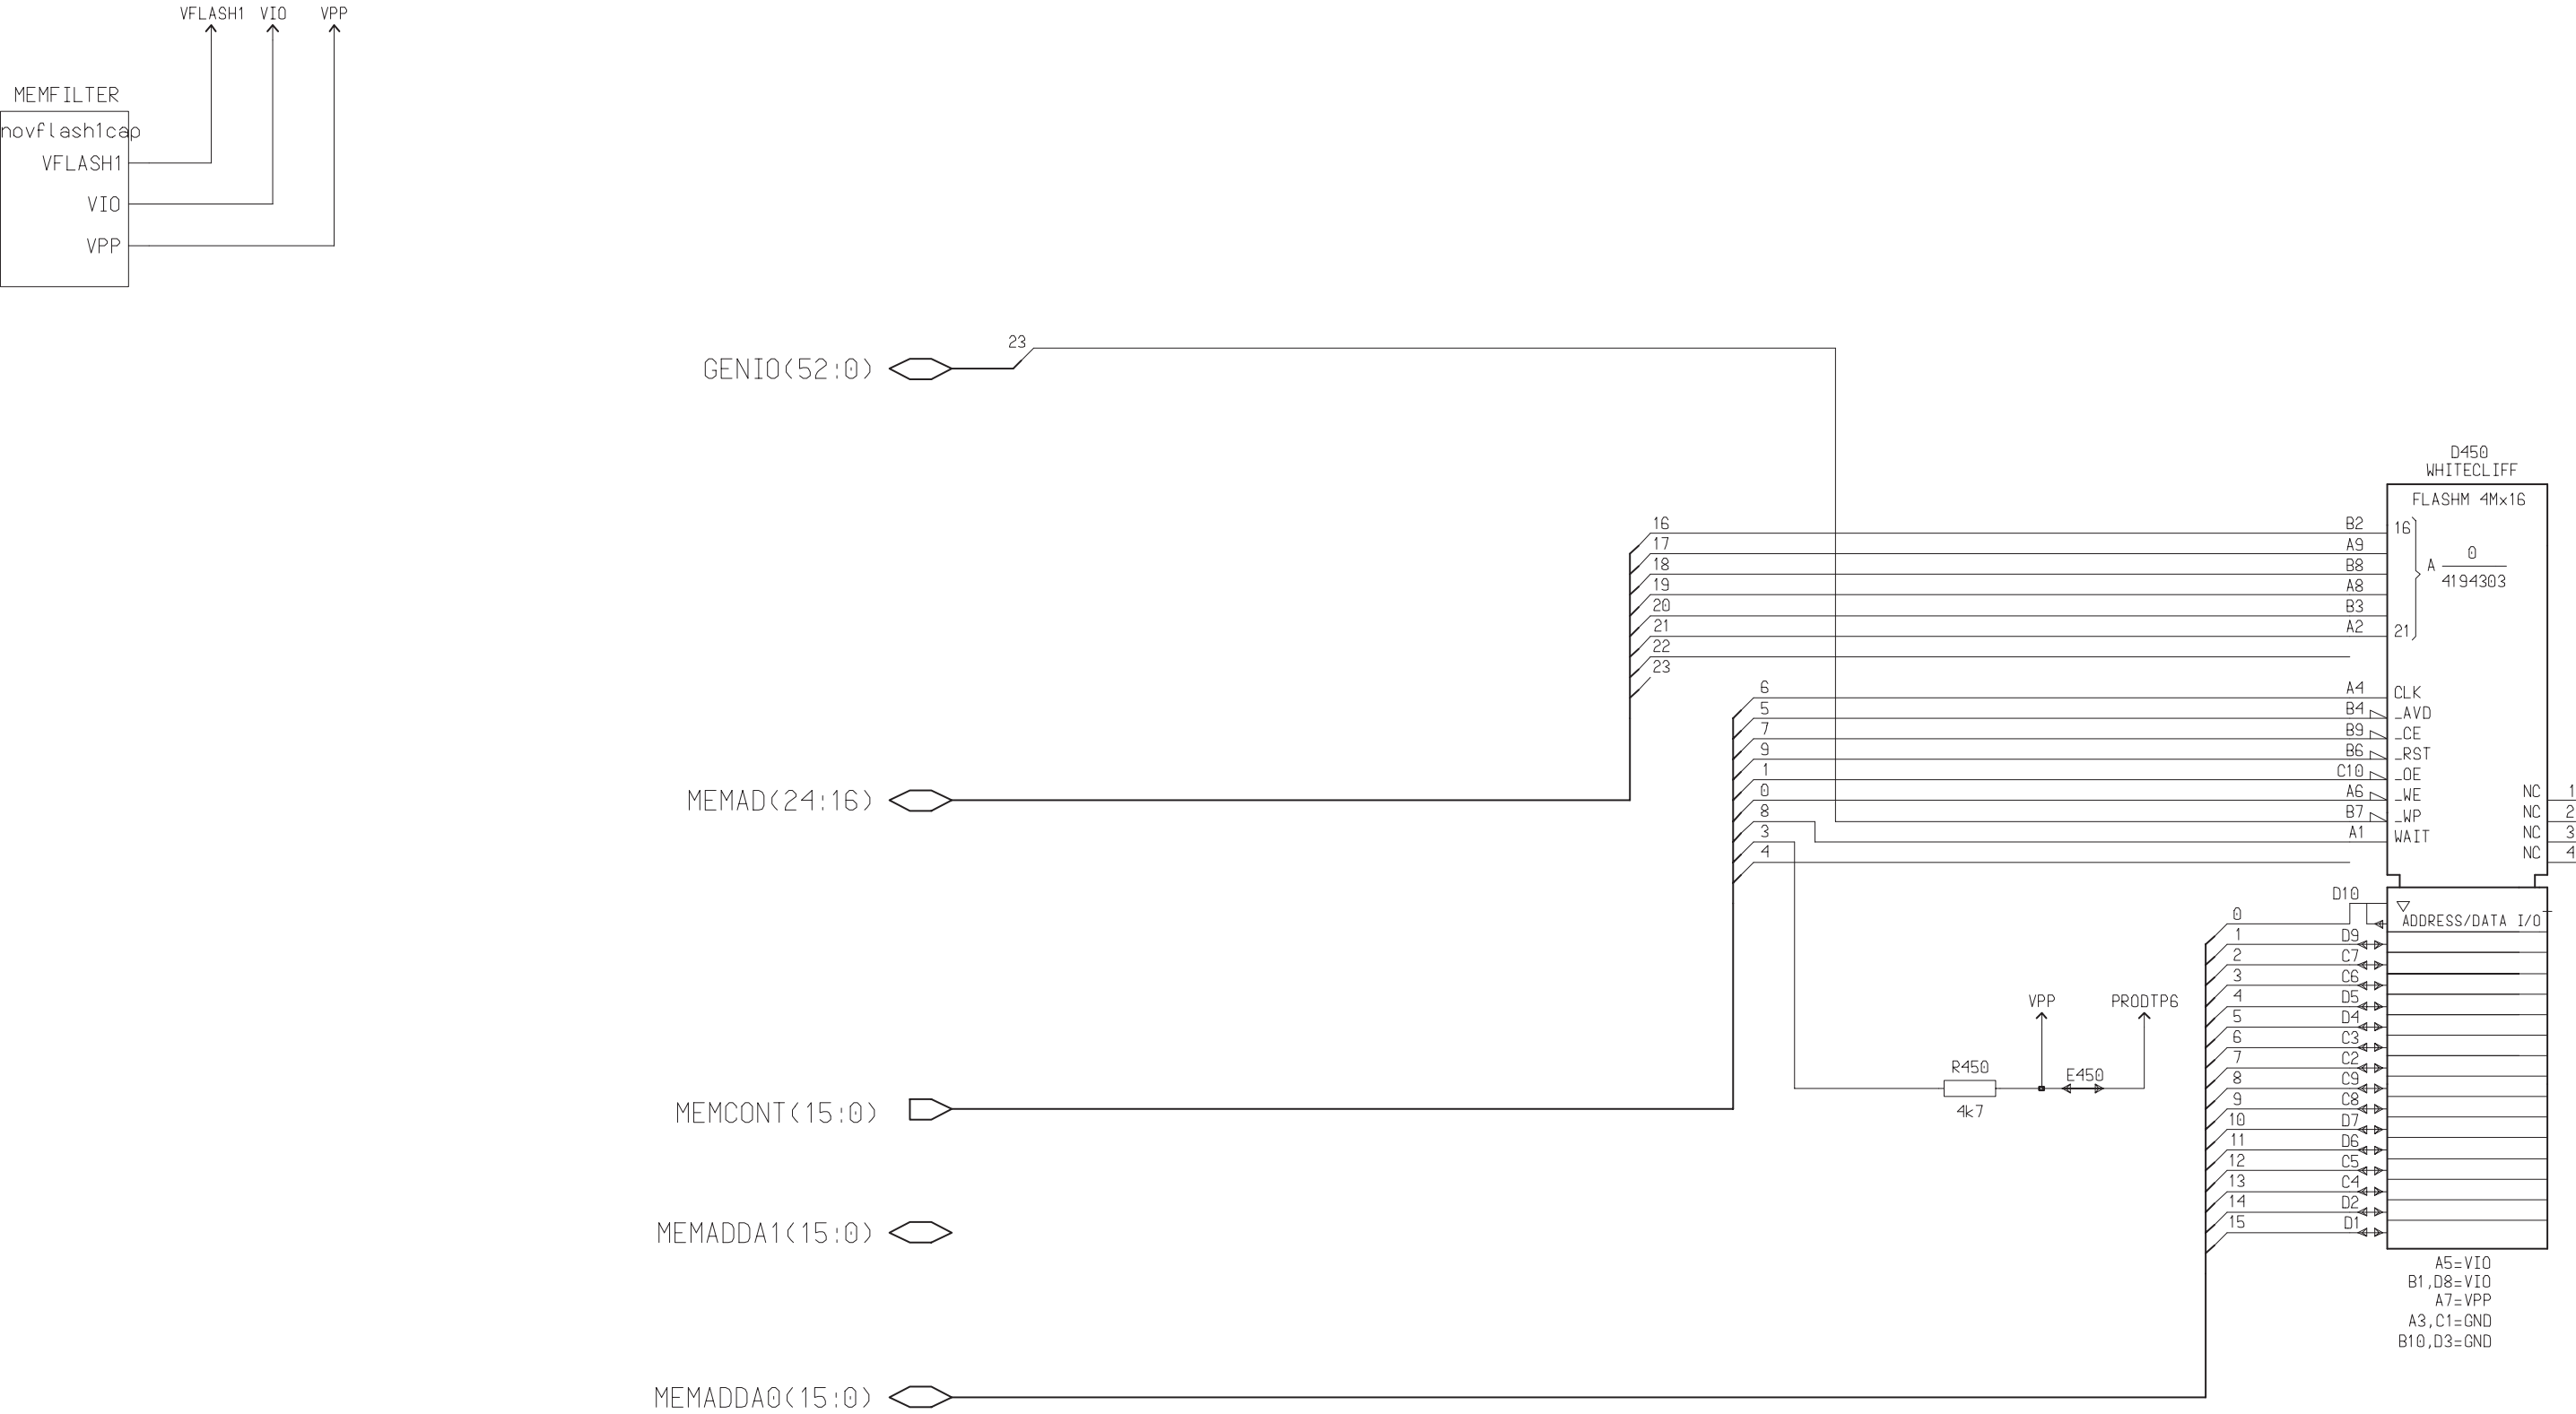 VFLASH1 VIO VPP
MEMFILTER
novflash1cap
VFLASH1
VIO
VPP
23
GENIO(52:0)
D450
WHITECLIFF
FLASHM 4Mx16
16 B2 16
17 A9
0
18 B8 A
4194303
19 A8
20 B3
21 A2 21
22
23
6 A4 CLK
5 B4 _AVD
7 B9 _CE
9 B6 _RST
1 C10 _OE
0 A6 _WE NC 1
MEMAD(24:16)
8 B7 _WP NC 2
3 A1 WAIT NC 3
4 NC 4
D10
0 ADDRESS/DATA I/O
1 D9
2 C7
3 C6
4 D5
VPP PRODTP6
5 D4
6 C3
7 C2
R450 E450
8 C9
9 C8
4k7
MEMCONT(15:0)
10 D7
11 D6
12 C5
13 C4
14 D2
15 D1
MEMADDA1(15:0)
A5=VIO
B1,D8=VIO
A7=VPP
A3,C1=GND
B10,D3=GND
MEMADDA0(15:0)